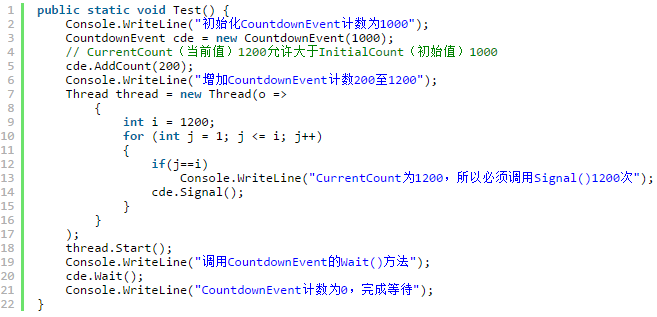 1 public static void Test() {
2     Console.WriteLine("初始化CountdownEvent计数为1000");
3     CountdownEvent cde = new CountdownEvent(1000);
4     // CurrentCount（当前值）1200允许大于InitialCount（初始值）1000
5     cde.AddCount(200);
6     Console.WriteLine("增加CountdownEvent计数200至1200");
7     Thread thread = new Thread(o =>
8         {
9             int i = 1200;
10             for (int j = 1; j <= i; j++)
11             {
12                 if(j==i)
13                     Console.WriteLine("CurrentCount为1200，所以必须调用Signal()1200次");
14                 cde.Signal();
15             }
16         }
17     );
18     thread.Start();
19     Console.WriteLine("调用CountdownEvent的Wait()方法");
20     cde.Wait();
21     Console.WriteLine("CountdownEvent计数为0，完成等待");
22 }